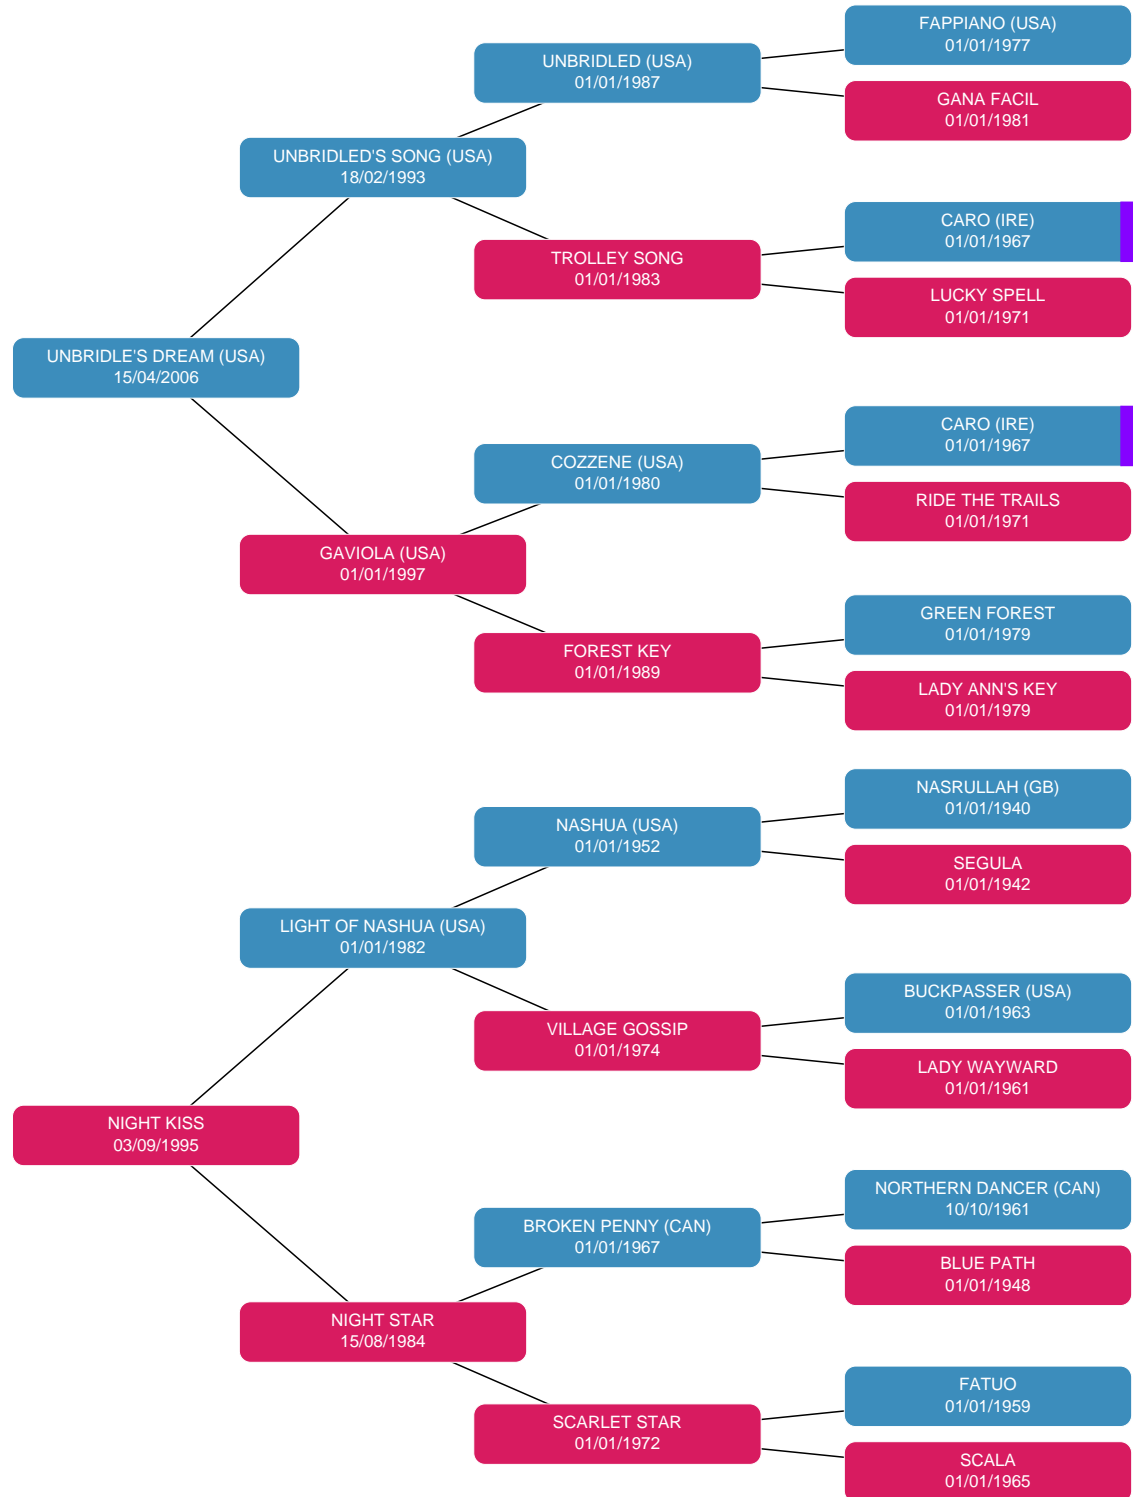 FAPPIANO (USA)
01/01/1977
UNBRIDLED (USA)
01/01/1987
GANA FACIL
01/01/1981
UNBRIDLED'S SONG (USA)
18/02/1993
CARO (IRE)
01/01/1967
TROLLEY SONG
01/01/1983
LUCKY SPELL
01/01/1971
UNBRIDLE'S DREAM (USA)
15/04/2006
CARO (IRE)
01/01/1967
COZZENE (USA)
01/01/1980
RIDE THE TRAILS
01/01/1971
GAVIOLA (USA)
01/01/1997
GREEN FOREST
01/01/1979
FOREST KEY
01/01/1989
LADY ANN'S KEY
01/01/1979
NASRULLAH (GB)
01/01/1940
NASHUA (USA)
01/01/1952
SEGULA
01/01/1942
LIGHT OF NASHUA (USA)
01/01/1982
BUCKPASSER (USA)
01/01/1963
VILLAGE GOSSIP
01/01/1974
LADY WAYWARD
01/01/1961
NIGHT KISS
03/09/1995
NORTHERN DANCER (CAN)
10/10/1961
BROKEN PENNY (CAN)
01/01/1967
BLUE PATH
01/01/1948
NIGHT STAR
15/08/1984
FATUO
01/01/1959
SCARLET STAR
01/01/1972
SCALA
01/01/1965